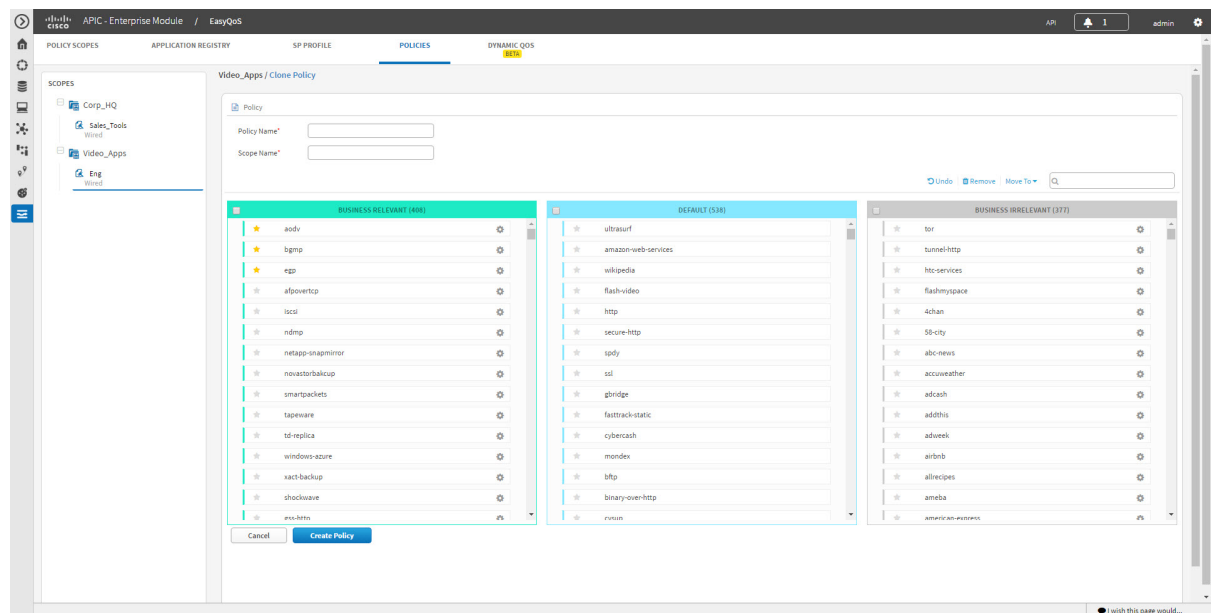 cisco APIC - Enterprise Module / EasyQoS API 1 admin
POLICY SCOPES APPLICATION REGISTRY SP PROFILE POLICIES DYNAMIC QOS
BETA
SCOPES
Corp_HQ
Sales_Tools
Wired
Video_Apps
Eng
Wired
Video_Apps / Clone Policy
Policy
Policy Name*
Scope Name*
Undo Remove Move To
BUSINESS RELEVANT (408)
aodv
bgmp
egp
afpovertcp
iscsi
ndmp
netapp-snapmirror
novastorbakcup
smartpackets
tapeware
td-replica
windows-azure
xact-backup
shockwave
gss-http
DEFAULT (538)
ultrasurf
amazon-web-services
wikipedia
flash-video
http
secure-http
spdy
ssl
gbridge
fasttrack-static
cybercash
mondex
bftp
binary-over-http
cvsup
BUSINESS IRRELEVANT (377)
tor
tunnel-http
htc-services
flashmyspace
4chan
58-city
abc-news
accuweather
adcash
addthis
adweek
airbnb
allrecipes
ameba
american-express
Cancel Create Policy
I wish this page would...